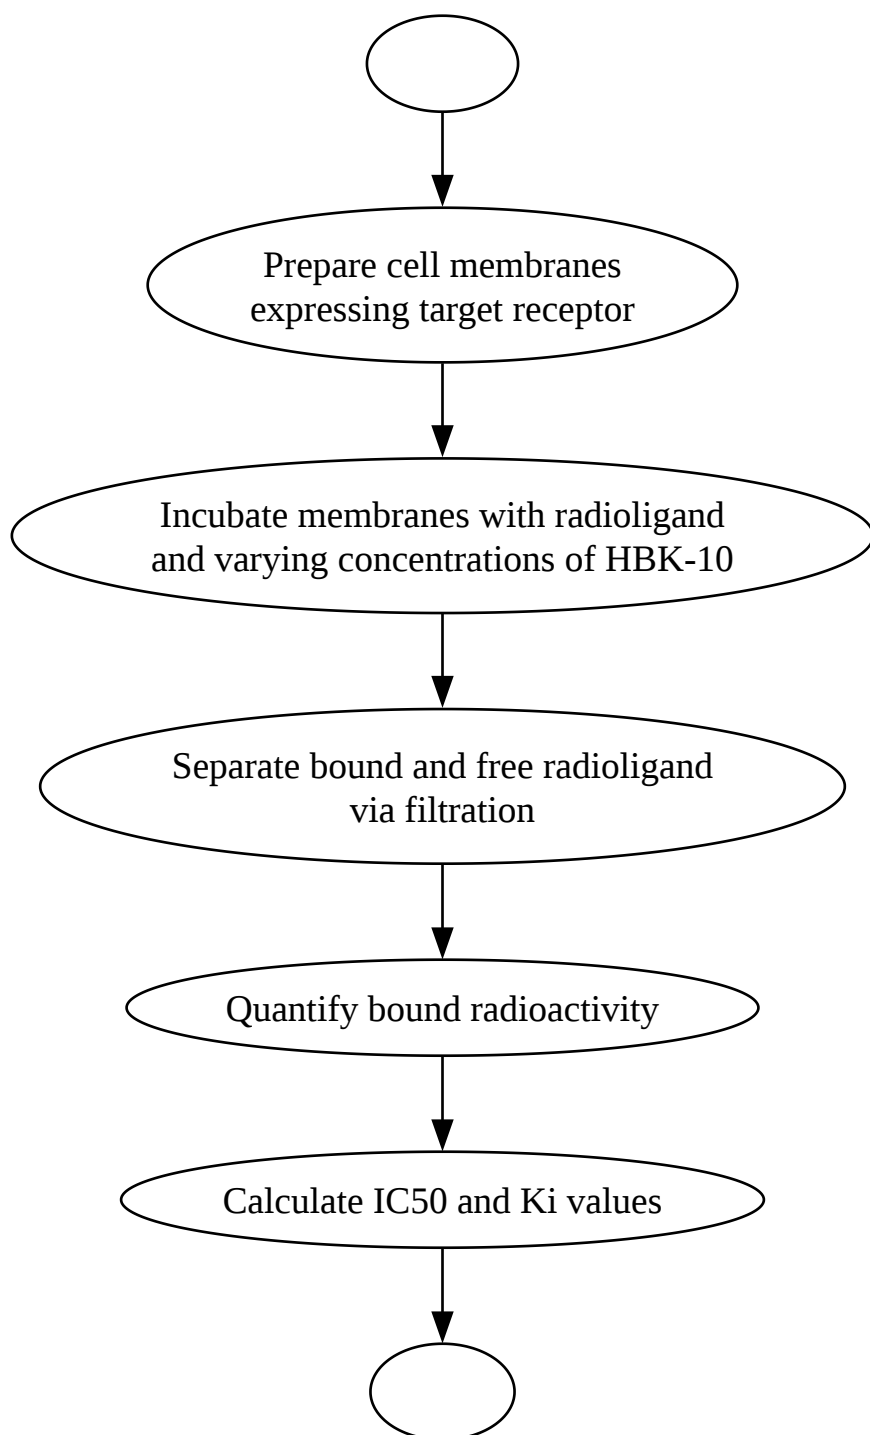 Prepare cell membranes
expressing target receptor
Incubate membranes with radioligand
and varying concentrations of HBK-10
Separate bound and free radioligand
via filtration
Quantify bound radioactivity
Calculate IC50 and Ki values